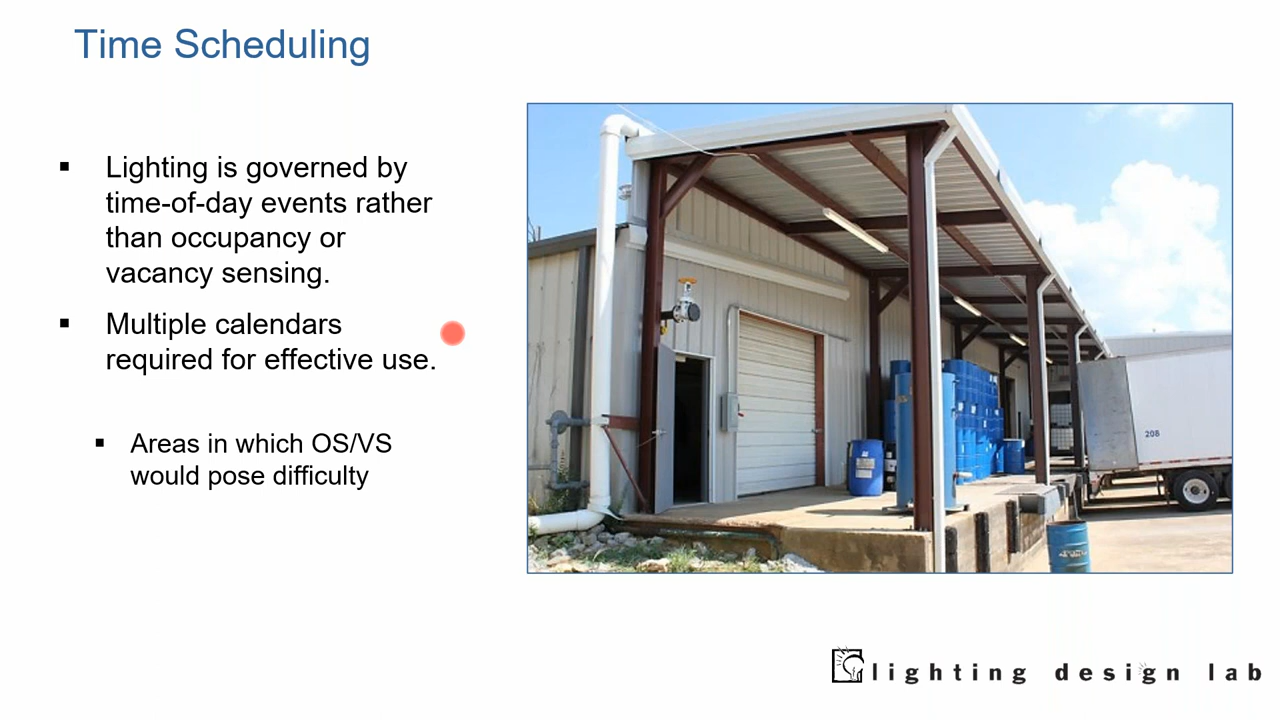 Time Scheduling
Lighting is governed by
time-of-day events rather
than occupancy or
vacancy sensing.
Multiple calendars
required for effective use.
Areas in which OS/VS
would pose difficulty
208
lighting design lab